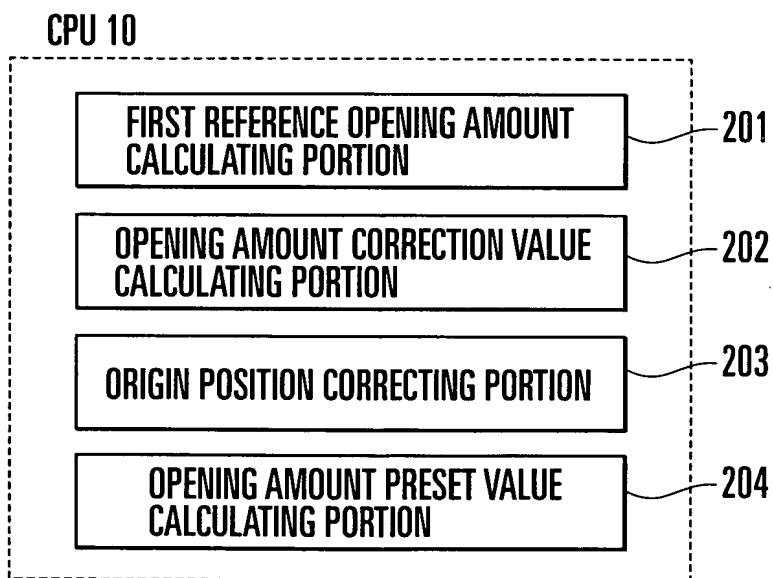 CPU 10
FIRST REFERENCE OPENING AMOUNT
CALCULATING PORTION
201
OPENING AMOUNT CORRECTION VALUE
CALCULATING PORTION
202
ORIGIN POSITION CORRECTING PORTION
203
OPENING AMOUNT PRESET VALUE
CALCULATING PORTION
204